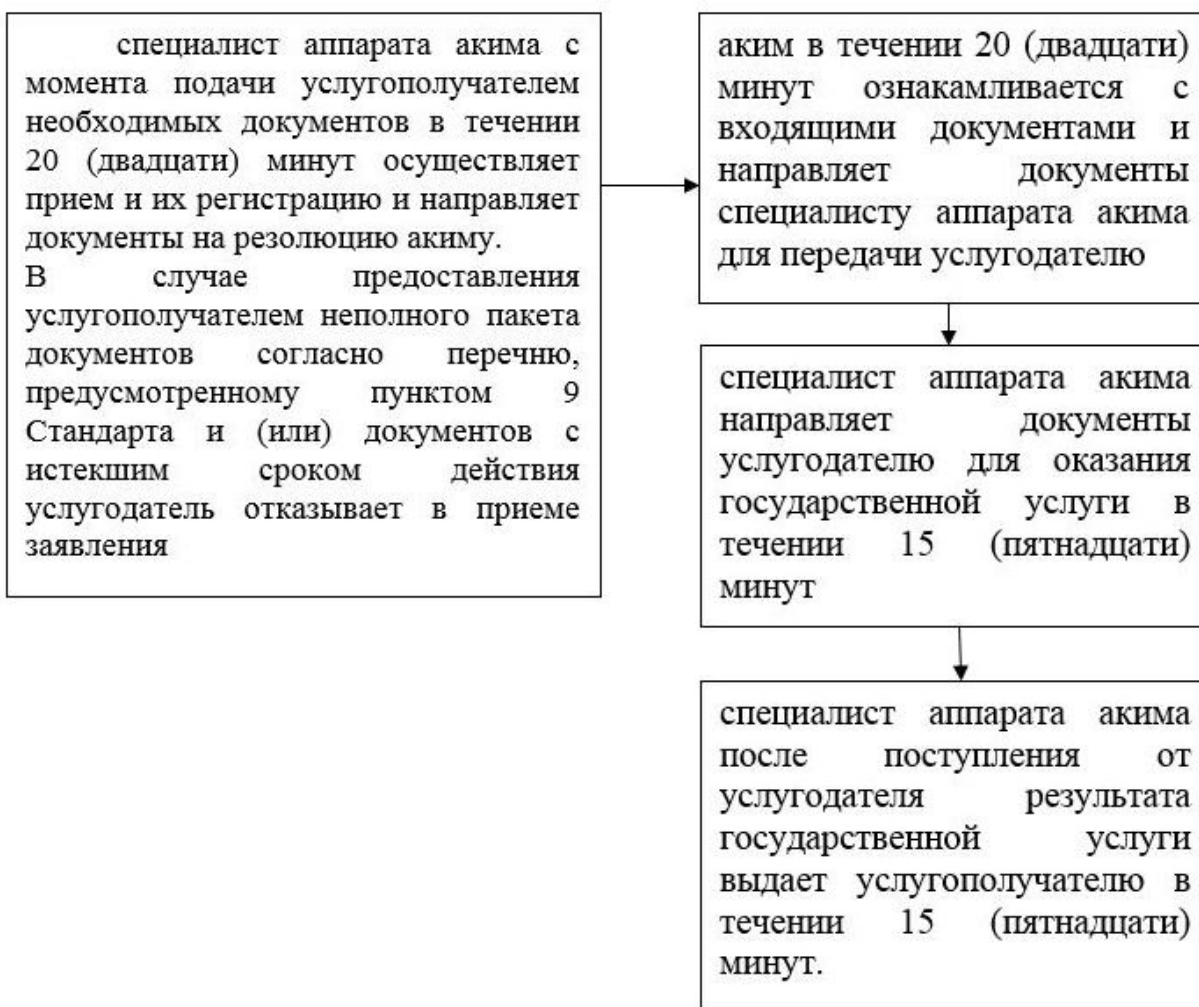 специалист аппарата акима с
момента подачи услугополучателем
необходимых документов в течении
20 (двадцати) минут осуществляет
прием и их регистрацию и направляет
документы на резолюцию акиму.
В случае предоставления
услугополучателем неполного пакета
документов согласно перечню,
предусмотренному пунктом 9
Стандарта и (или) документов с
истекшим сроком действия
услугодатель отказывает в приеме
заявления
аким в течении 20 (двадцати)
минут ознакамливается с
входящими документами и
направляет документы
специалисту аппарата акима
для передачи услугодателю
специалист аппарата акима
направляет документы
услугодателю для оказания
государственной услуги в
течении 15 (пятнадцати)
минут
специалист аппарата акима
после поступления от
услугодателя результата
государственной услуги
выдает услугополучателю в
течении 15 (пятнадцати)
минут.